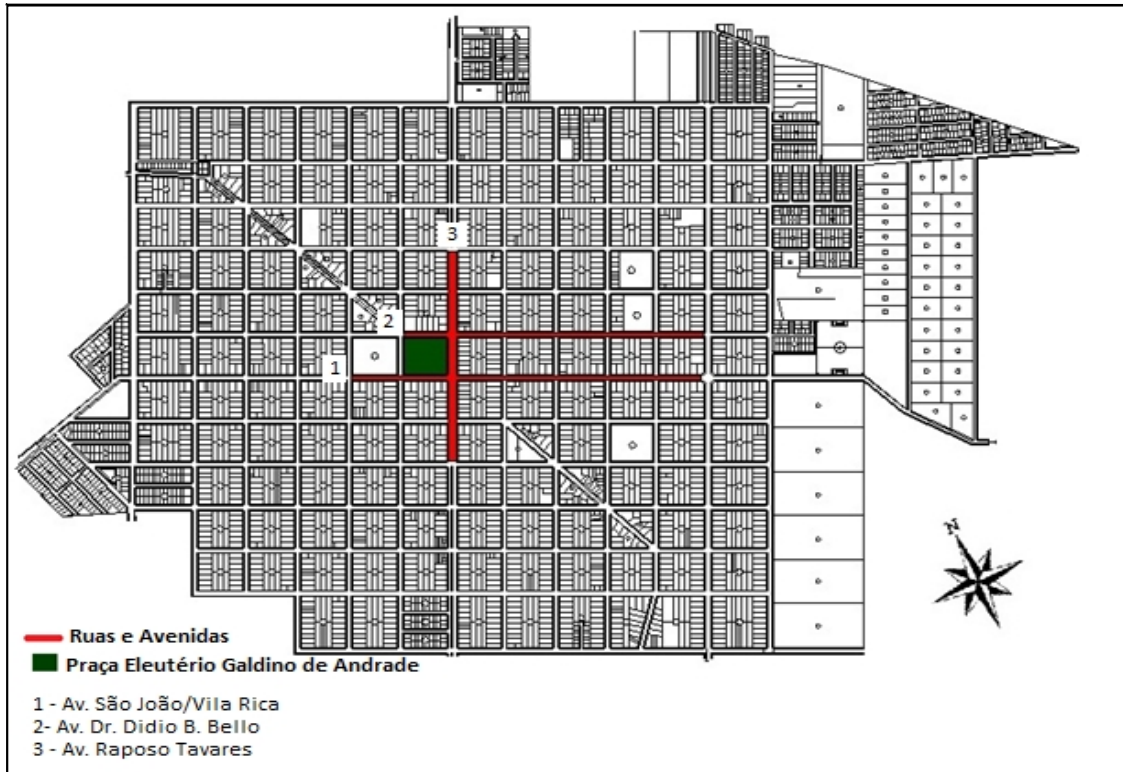 3
2
1
N
Ruas e Avenidas
Praça Eleutério Galdino de Andrade
1 - Av. São João/Vila Rica
2- Av. Dr. Didio B. Bello
3 - Av. Raposo Tavares